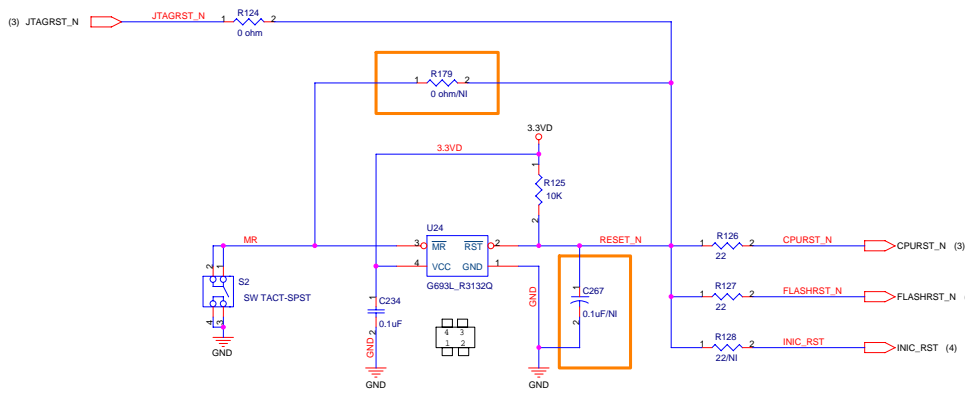 R124
(3) JTAGRST_N
JTAGRST_N
1
2
0 ohm
R179
1
2
0 ohm/NI
3.3VD
3.3VD
1
R125
10K
2
U24
MR
3
MR
RST
2
RESET_N
R126
1
2
CPURST_N
CPURST_N (3)
22
4
VCC
GND
1
2
1
S2
SW TACT-SPST
4
3
GND
G693L_R3132Q
1
C234
0.1uF
2
GND
GND
4 3
1 2
GND
GND
1
C267
0.1uF/NI
2
R127
1
2
FLASHRST_N
FLASHRST_N
22
R128
1
2
INIC_RST
INIC_RST (4)
22/NI